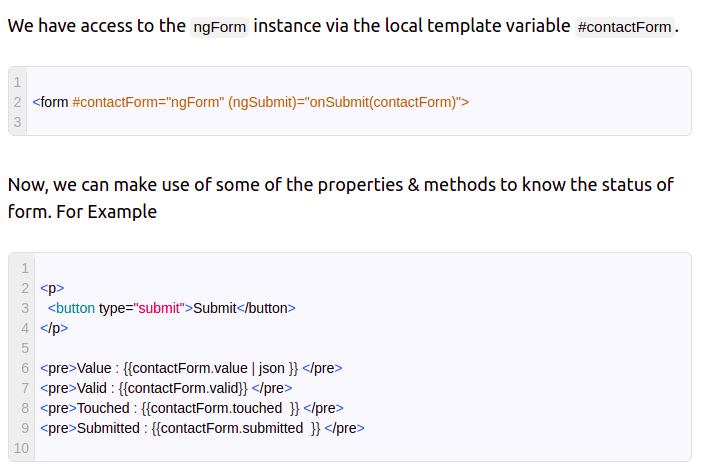 We have access to the ngForm instance via the local template variable #contactForm.
1
2 <form #contactForm="ngForm" (ngSubmit)="onSubmit(contactForm)">
3
Now, we can make use of some of the properties & methods to know the status of
form. For Example
1
2 <p>
3   <button type="submit">Submit</button>
4 </p>
5
6 <pre>Value : {{contactForm.value | json }} </pre>
7 <pre>Valid : {{contactForm.valid}} </pre>
8 <pre>Touched : {{contactForm.touched  }} </pre>
9 <pre>Submitted : {{contactForm.submitted  }} </pre>
10